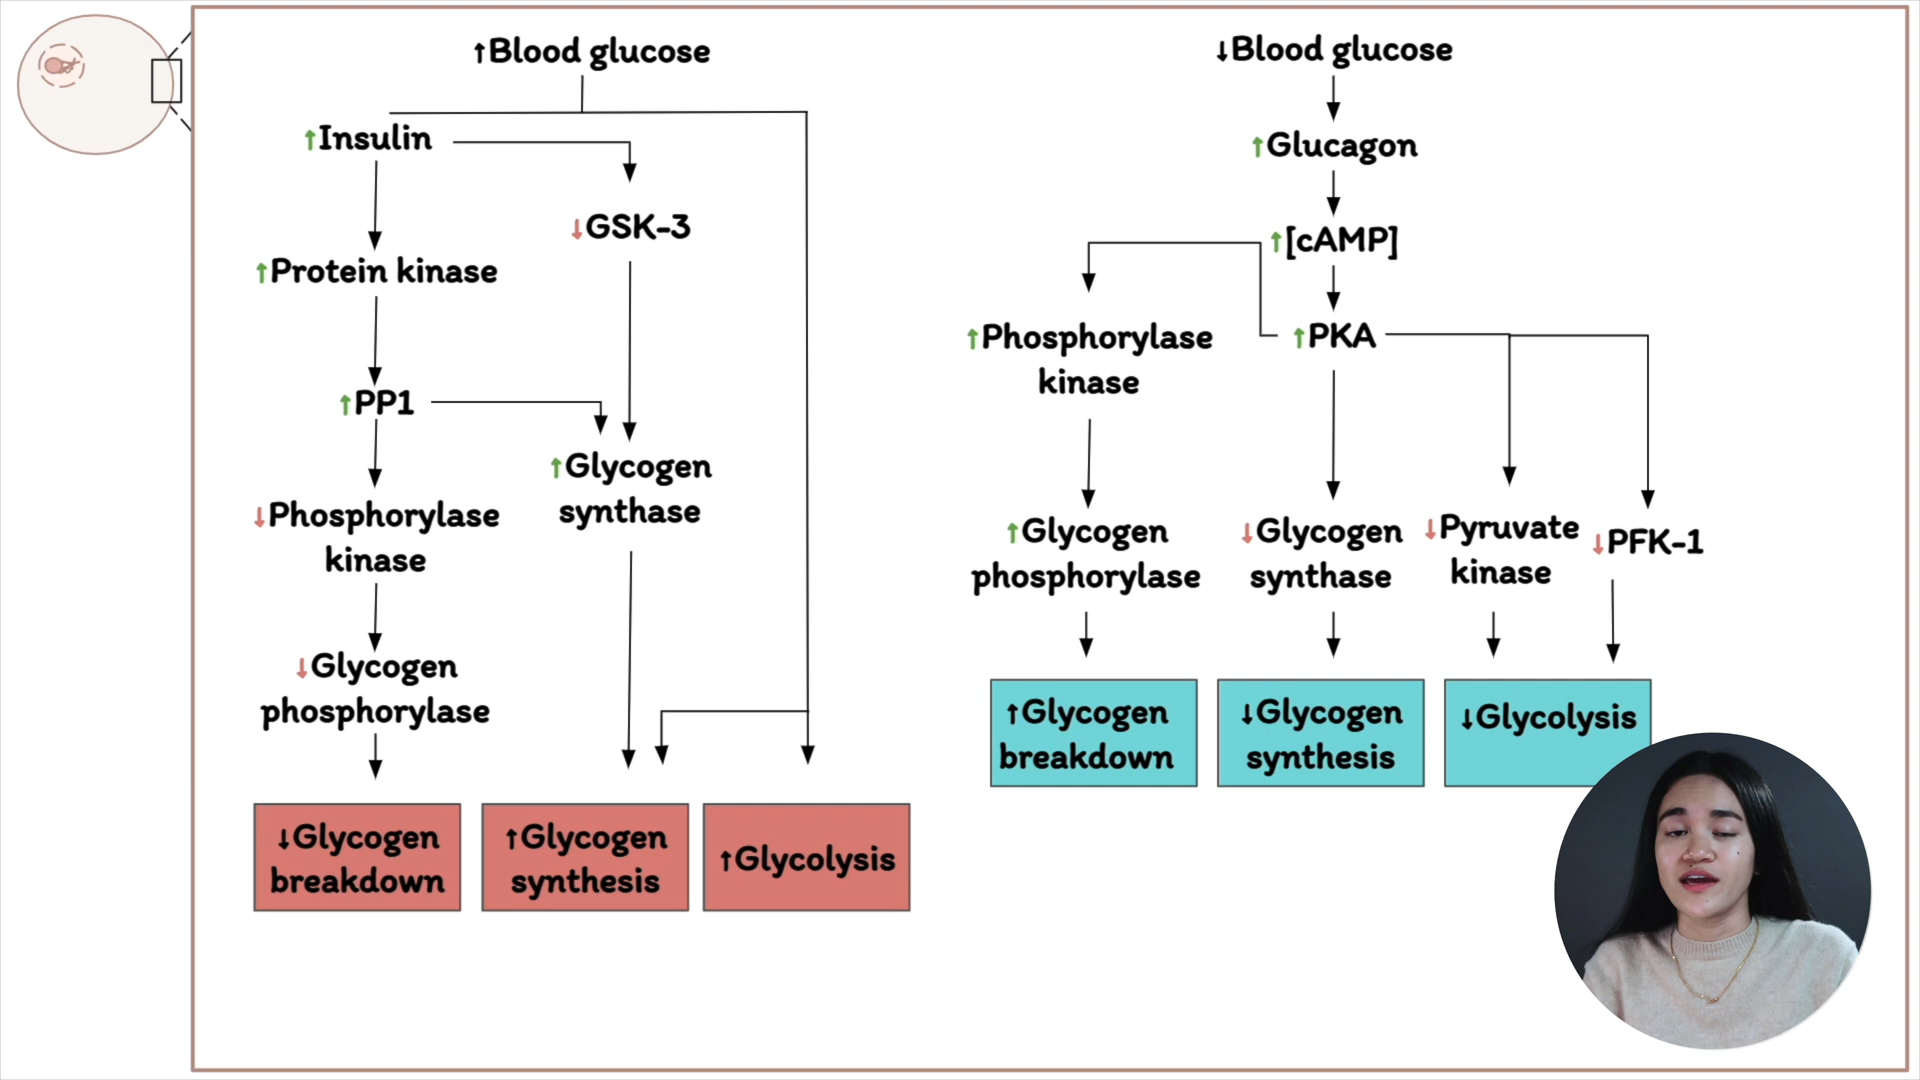 ↑Blood glucose
↑Insulin
↓GSK-3
↑Protein kinase
↑PP1
↑Glycogen
synthase
↓Phosphorylase
kinase
↓Glycogen
phosphorylase
↓Glycogen
breakdown
↑Glycogen
synthesis
↑Glycolysis
↓Blood glucose
↑Glucagon
↑[cAMP]
↑Phosphorylase
kinase
↑PKA
↑Glycogen
phosphorylase
↓Glycogen
synthase
↓Pyruvate
kinase
↓PFK-1
↑Glycogen
breakdown
↓Glycogen
synthesis
↓Glycolysis